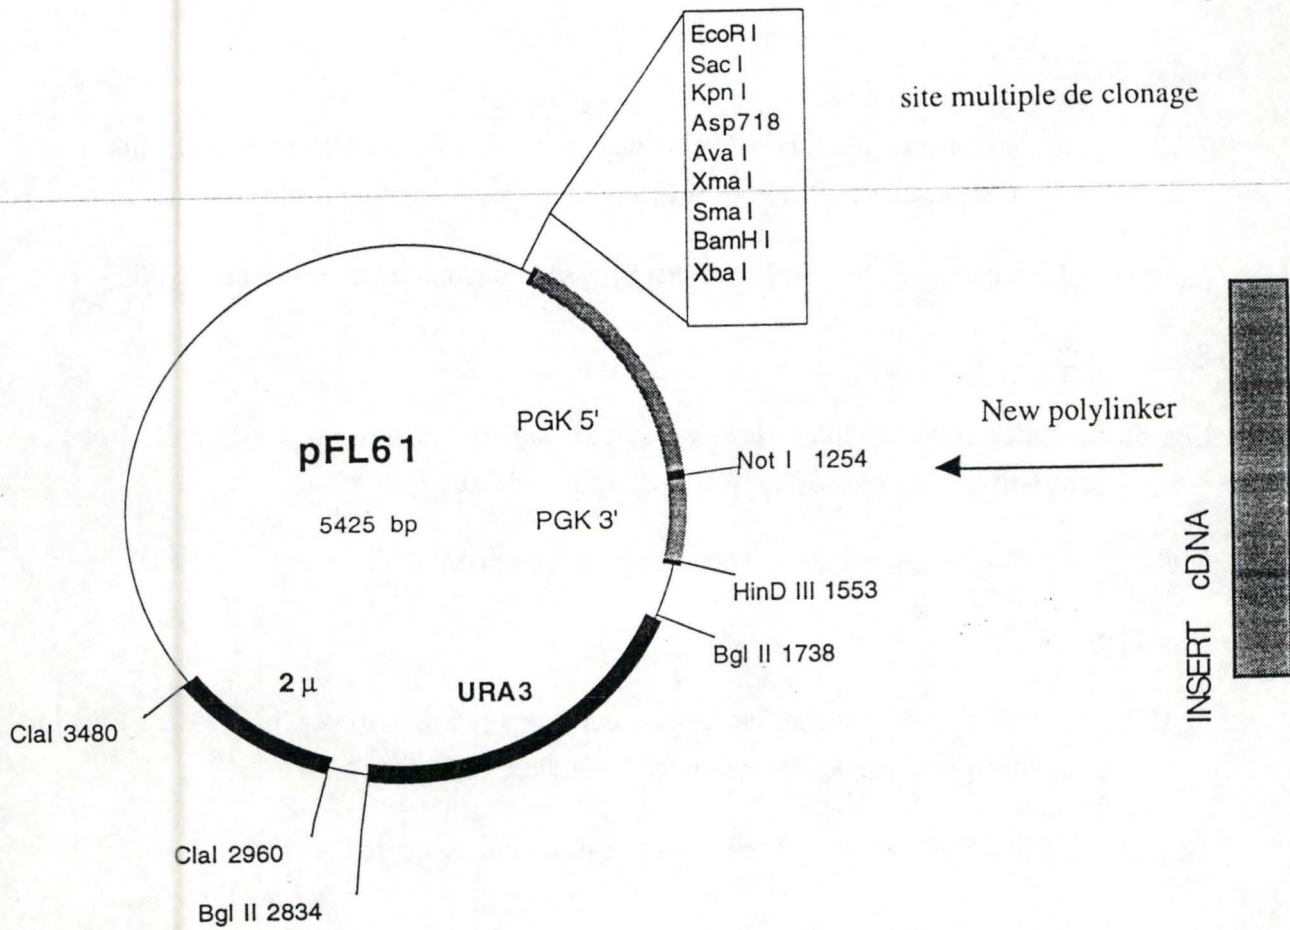 EcoR I
Sac I
Kpn I
Asp718
Ava I
Xma I
Sma I
BamH I
Xba I
site multiple de clonage
PGK 5'
New polylinker
pFL61
Not I 1254
5425 bp
PGK 3'
HinD III 1553
INSERT cDNA
Bgl II 1738
2 µ
URA3
ClaI 3480
ClaI 2960
Bgl II 2834